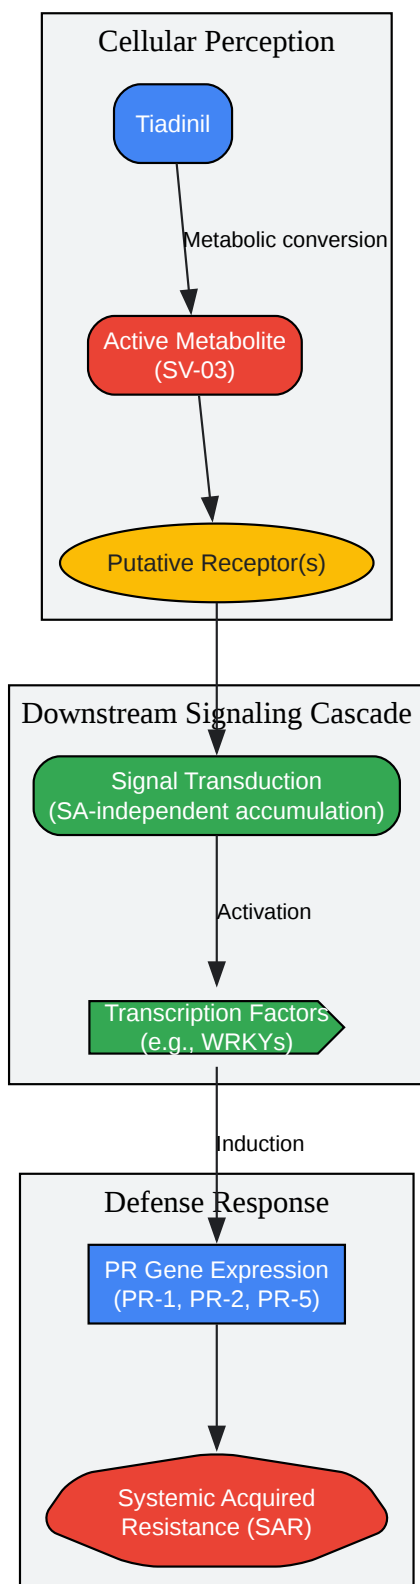 Cellular Perception
Tiadinil
Metabolic conversion
Active Metabolite
(SV-03)
Putative Receptor(s)
Downstream Signaling Cascade
Signal Transduction
(SA-independent accumulation)
Activation
Transcription Factors
(e.g., WRKYs)
Induction
Defense Response
PR Gene Expression
(PR-1, PR-2, PR-5)
Systemic Acquired
Resistance (SAR)